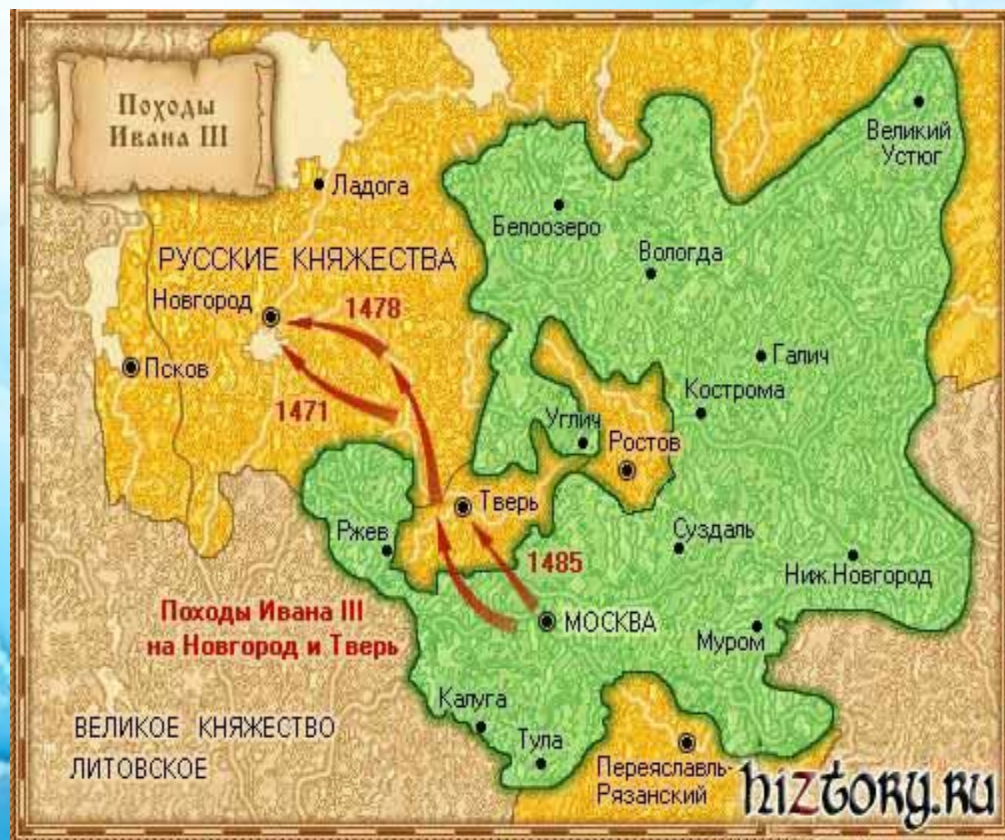 Походы
Ивана III
Великий
Устюг
Ладога
Белоозеро
Вологда
РУССКИЕ КНЯЖЕСТВА
Новгород
1478
Псков
Галич
Кострома
1471
Углич
Ростов
Тверь
Ржев
Суздаль
1485
Ниж.Новгород
Походы Ивана III
на Новгород и Тверь
МОСКВА
Муром
Калуга
ВЕЛИКОЕ КНЯЖЕСТВО
ЛИТОВСКОЕ
Тула
Переяславль-
Рязанский
hiztory.ru